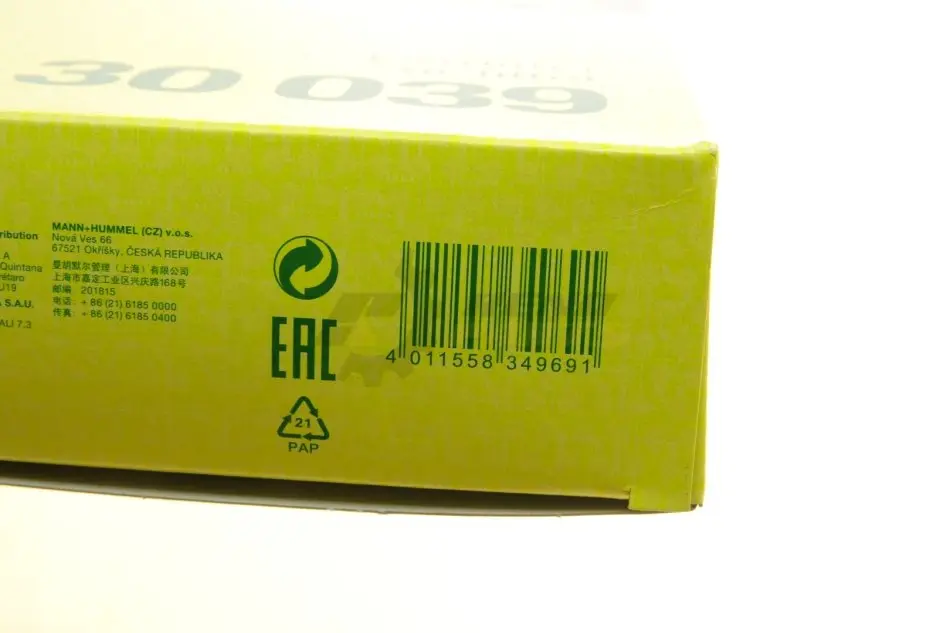 30 039
ribution
A
Quintana
rétaro
U19
A S.A.U.
ALI 7.3
MANN+HUMMEL (CZ) v.o.s.
Nová Ves 66
67521 Okříšky, ČESKÁ REPUBLIKA
曼胡默尔管理（上海）有限公司
上海市嘉定工业区兴庆路168号
邮编 201815
电话: + 86 (21) 6185 0000
传真: + 86 (21) 6185 0400
EAC
21
PAP
4 011558 349691